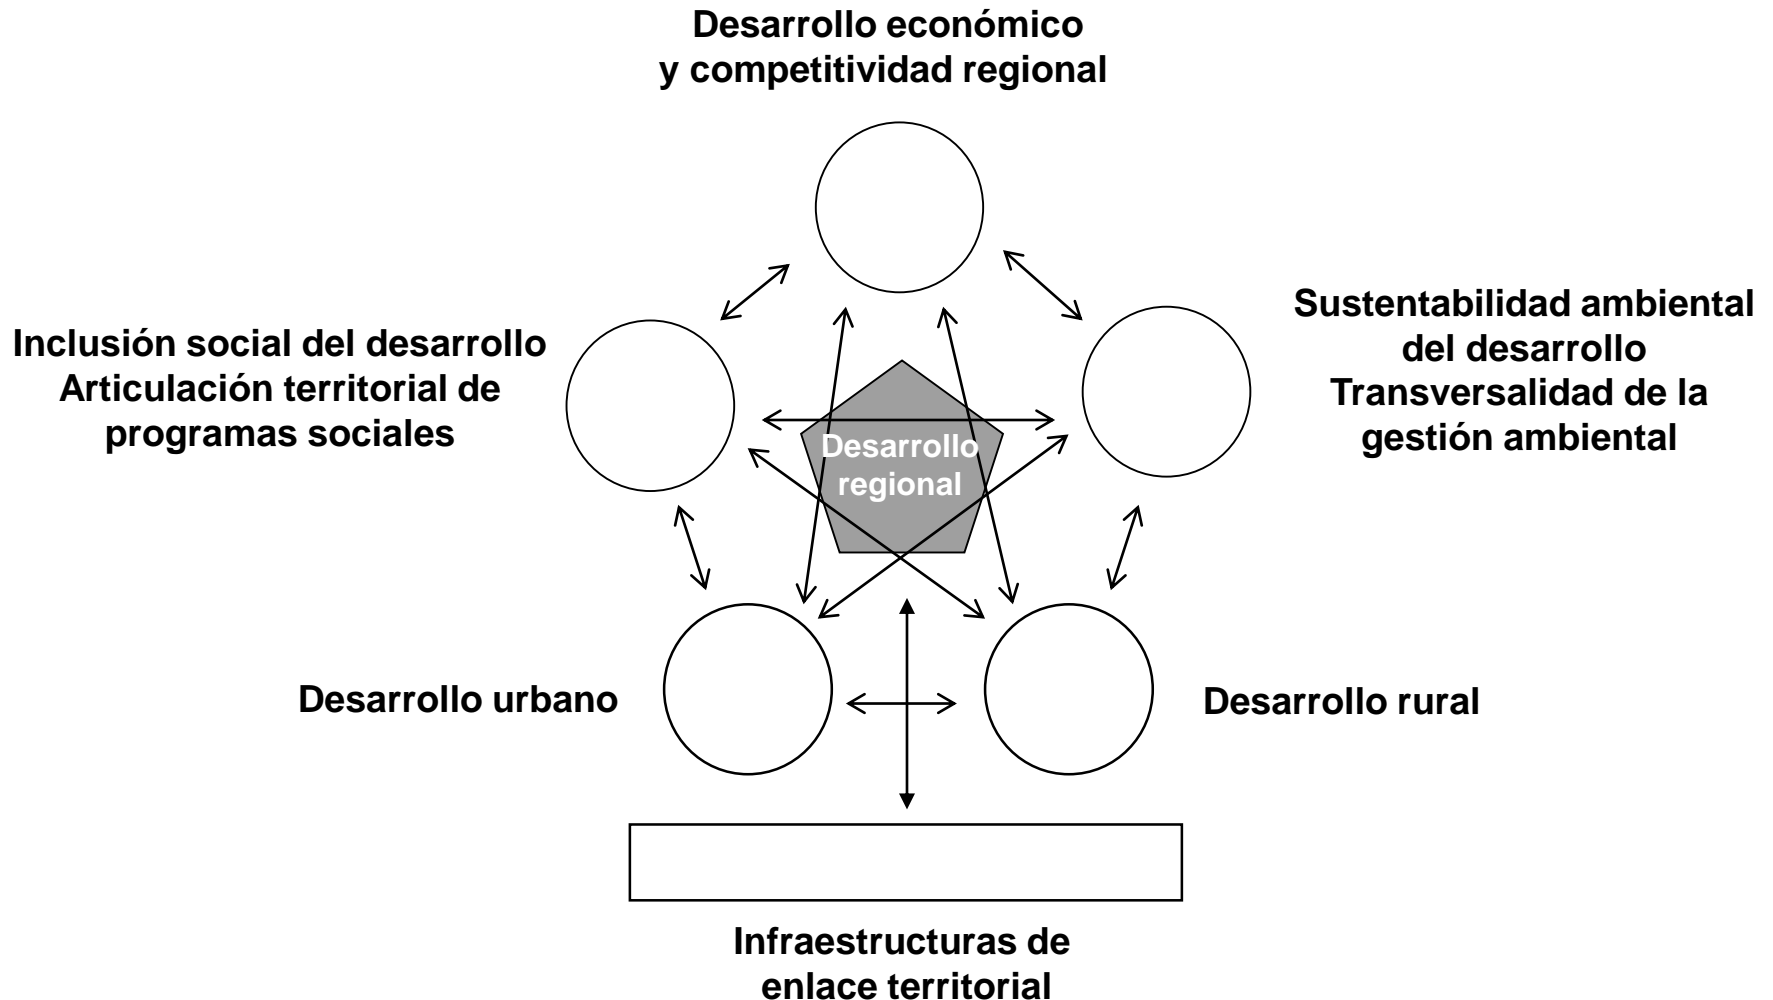 Desarrollo económico
y competitividad regional
Inclusión social del desarrollo
Articulación territorial de
programas sociales
Sustentabilidad ambiental
del desarrollo
Transversalidad de la
gestión ambiental
Desarrollo
regional
Desarrollo urbano
Desarrollo rural
Infraestructuras de
enlace territorial